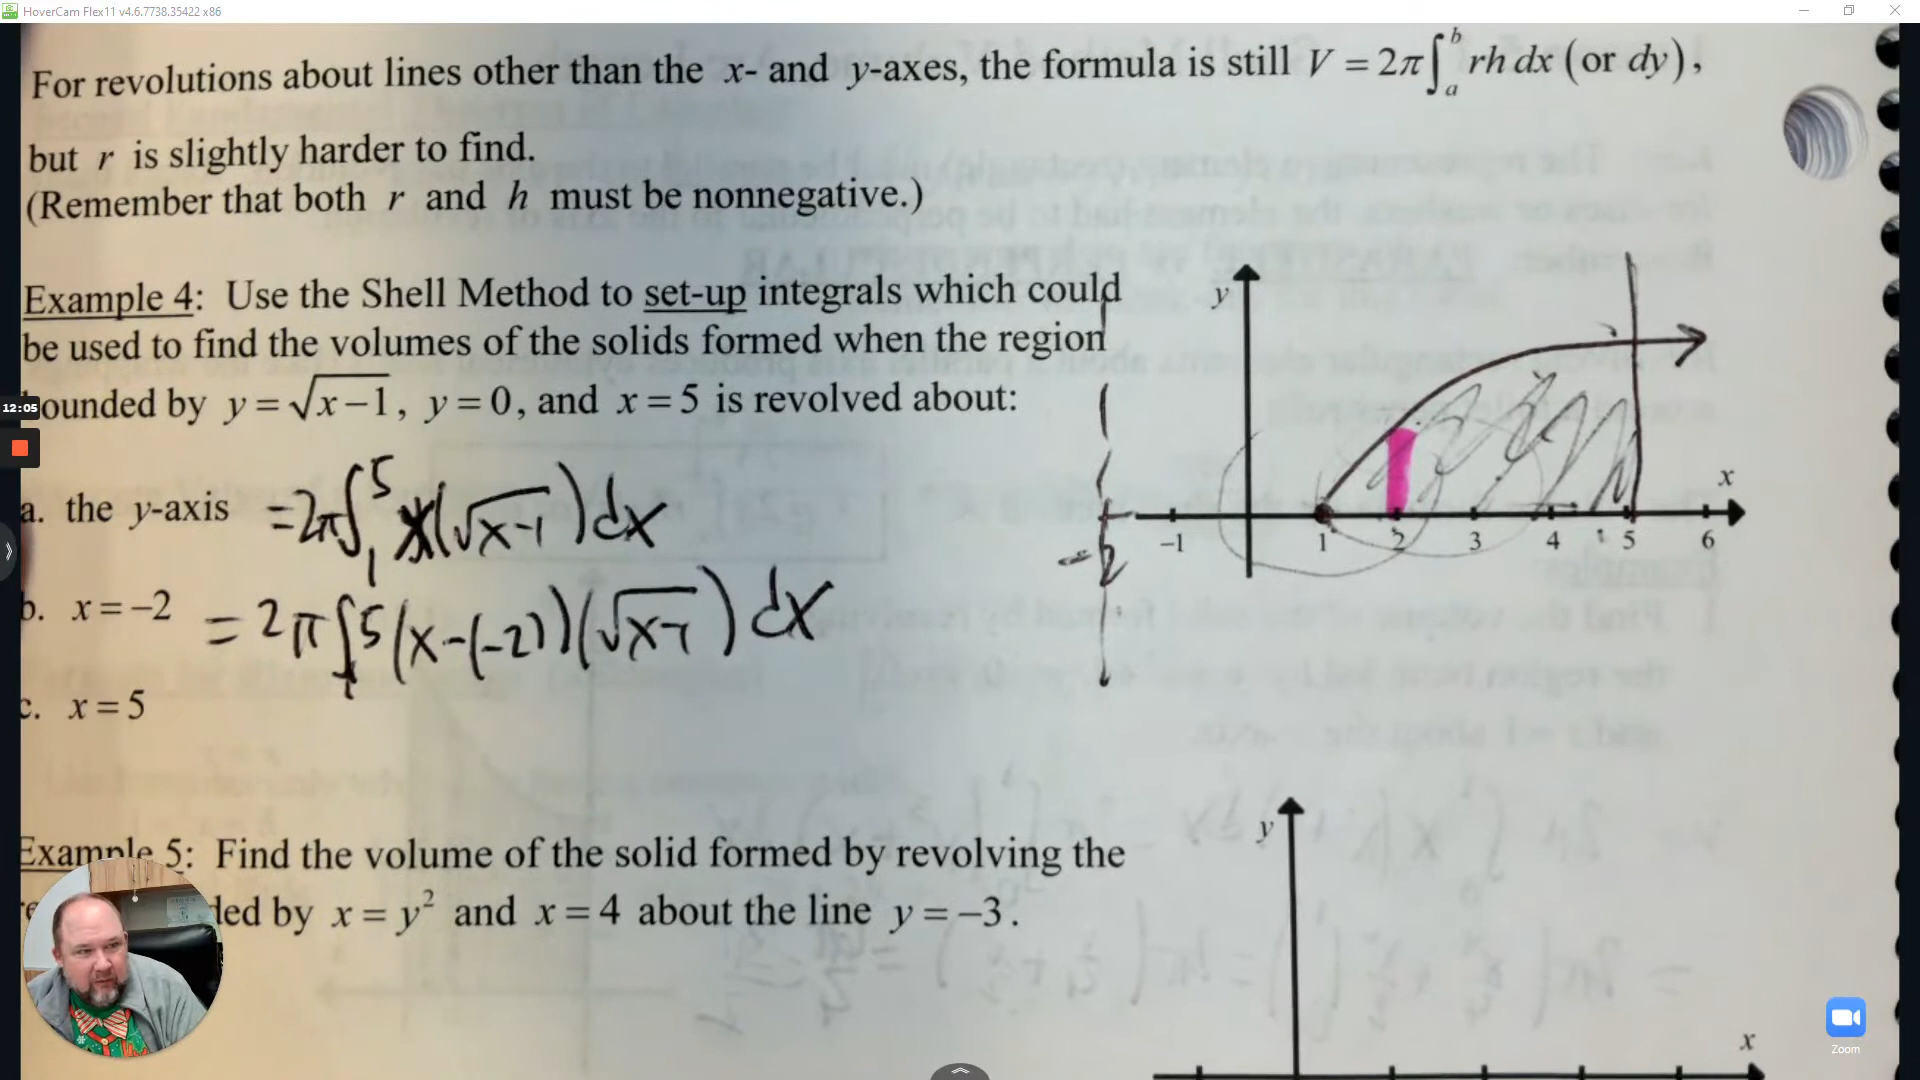 HoverCam Flex11 v4.6.7738.35422 x86
For revolutions about lines other than the x- and y-axes, the formula is still V = 2π∫_a^b rh dx (or dy),
but r is slightly harder to find.
(Remember that both r and h must be nonnegative.)
Example 4: Use the Shell Method to set-up integrals which could
be used to find the volumes of the solids formed when the region
ounded by y = √(x−1), y = 0, and x = 5 is revolved about:
12:05
a. the y-axis = 2π∫_1^5 x(√x-1)dx
b. x = −2 = 2π∫_1^5 (x-(-2))(√x-1)dx
c. x = 5
y
x
-2 −1 1 2 3 4 5 6
Example 5: Find the volume of the solid formed by revolving the
ded by x = y² and x = 4 about the line y = −3.
y
x
Zoom